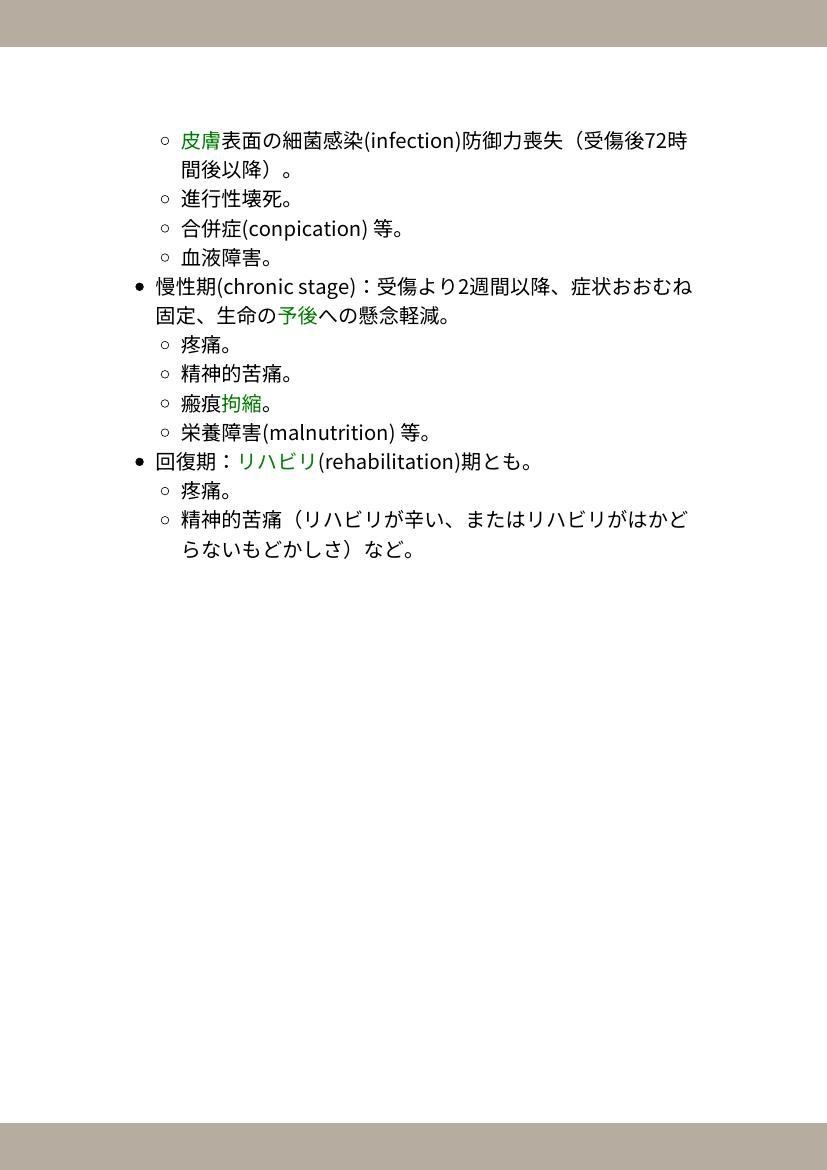 皮膚表面の細菌感染(infection)防御力喪失（受傷後72時
間後以降）。
進行性壊死。
合併症(conpication) 等。
血液障害。
慢性期(chronic stage)：受傷より2週間以降、症状おおむね
固定、生命の予後への懸念軽減。
疼痛。
精神的苦痛。
瘢痕拘縮。
栄養障害(malnutrition) 等。
回復期：リハビリ(rehabilitation)期とも。
疼痛。
精神的苦痛（リハビリが辛い、またはリハビリがはかど
らないもどかしさ）など。